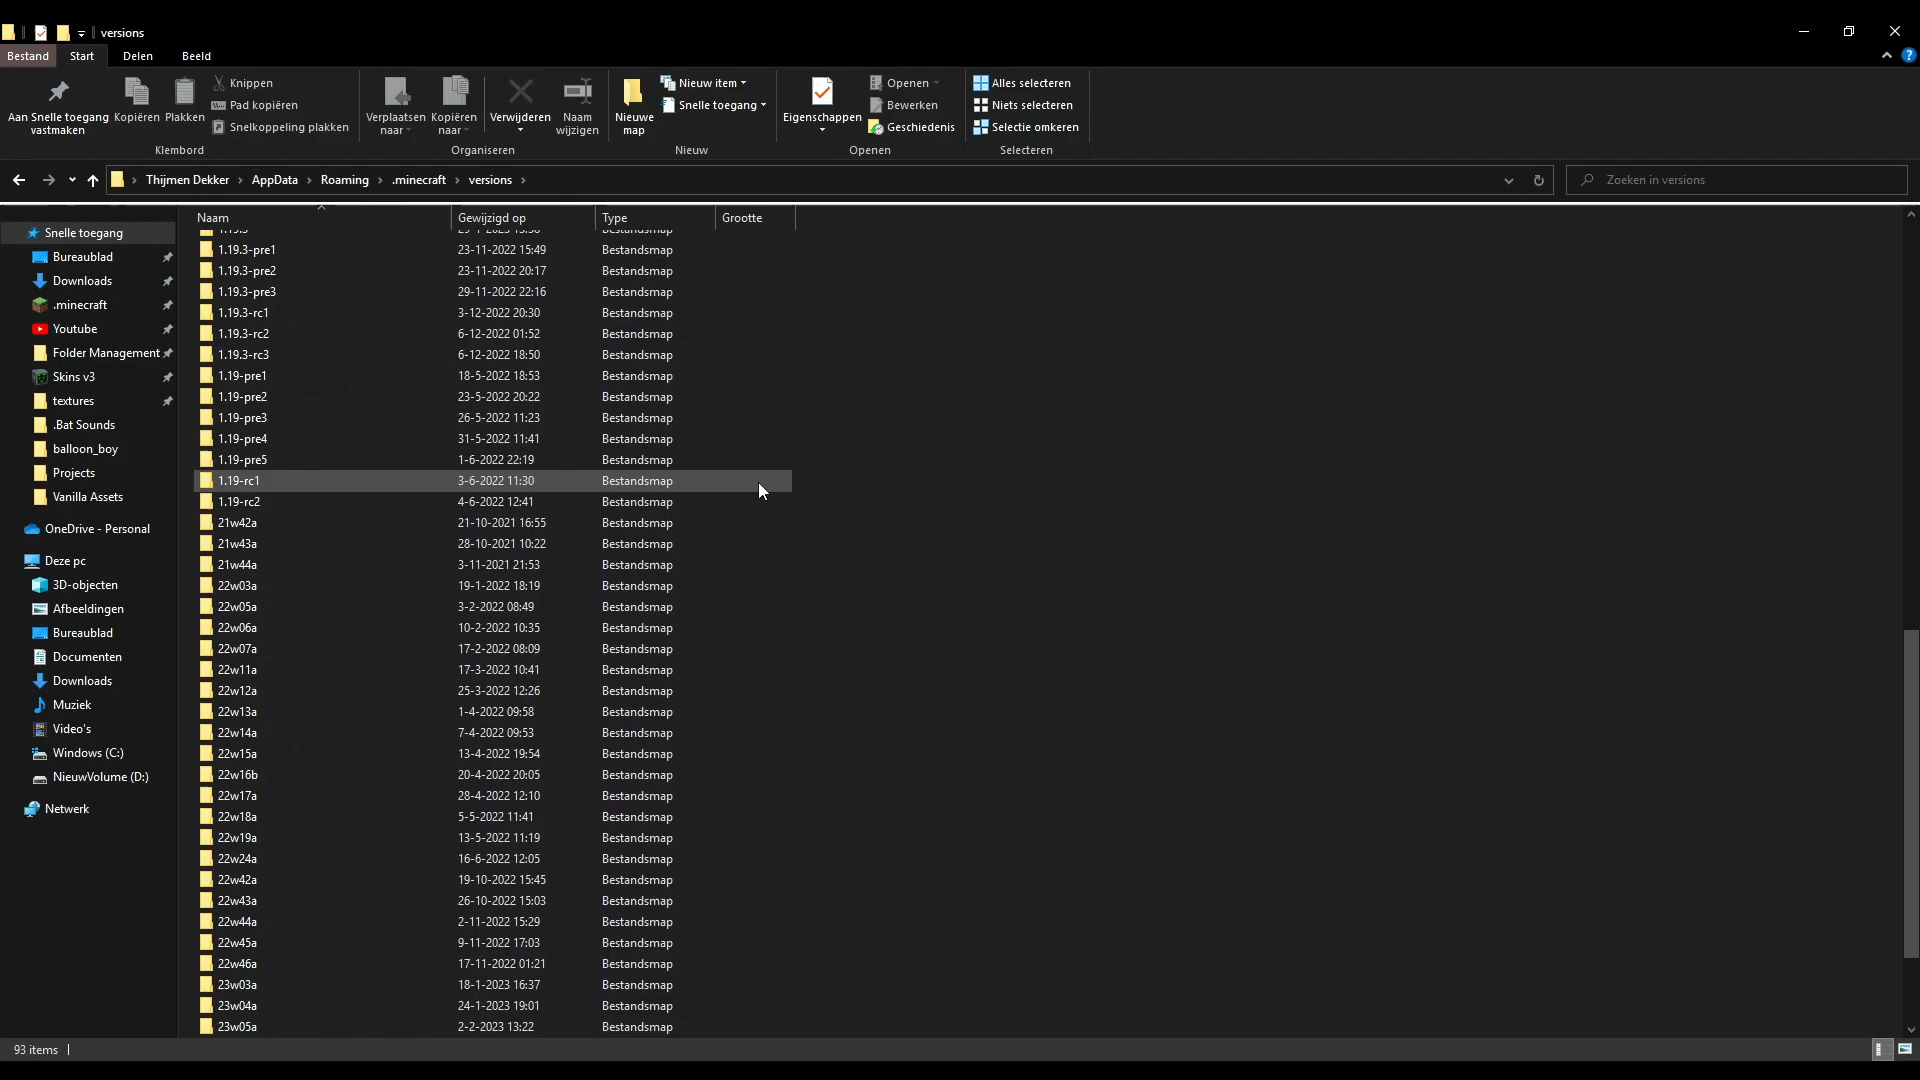 versions
Bestand Start Delen Beeld
Aan Snelle toegang vastmaken
Kopiëren
Plakken
Knippen
Pad kopiëren
Snelkoppeling plakken
Klembord
Verplaatsen naar
Kopiëren naar
Verwijderen
Naam wijzigen
Organiseren
Nieuwe map
Nieuw item
Snelle toegang
Nieuw
Eigenschappen
Openen
Bewerken
Geschiedenis
Openen
Alles selecteren
Niets selecteren
Selectie omkeren
Selecteren
Thijmen Dekker › AppData › Roaming › .minecraft › versions ›
Zoeken in versions
Snelle toegang
Bureaublad
Downloads
.minecraft
Youtube
Folder Management
Skins v3
textures
.Bat Sounds
balloon_boy
Projects
Vanilla Assets
OneDrive - Personal
Deze pc
3D-objecten
Afbeeldingen
Bureaublad
Documenten
Downloads
Muziek
Video's
Windows (C:)
NieuwVolume (D:)
Netwerk
Naam Gewijzigd op Type Grootte
1.19.3-pre1 23-11-2022 15:49 Bestandsmap
1.19.3-pre2 23-11-2022 20:17 Bestandsmap
1.19.3-pre3 29-11-2022 22:16 Bestandsmap
1.19.3-rc1 3-12-2022 20:30 Bestandsmap
1.19.3-rc2 6-12-2022 01:52 Bestandsmap
1.19.3-rc3 6-12-2022 18:50 Bestandsmap
1.19-pre1 18-5-2022 18:53 Bestandsmap
1.19-pre2 23-5-2022 20:22 Bestandsmap
1.19-pre3 26-5-2022 11:23 Bestandsmap
1.19-pre4 31-5-2022 11:41 Bestandsmap
1.19-pre5 1-6-2022 22:19 Bestandsmap
1.19-rc1 3-6-2022 11:30 Bestandsmap
1.19-rc2 4-6-2022 12:41 Bestandsmap
21w42a 21-10-2021 16:55 Bestandsmap
21w43a 28-10-2021 10:22 Bestandsmap
21w44a 3-11-2021 21:53 Bestandsmap
22w03a 19-1-2022 18:19 Bestandsmap
22w05a 3-2-2022 08:49 Bestandsmap
22w06a 10-2-2022 10:35 Bestandsmap
22w07a 17-2-2022 08:09 Bestandsmap
22w11a 17-3-2022 10:41 Bestandsmap
22w12a 25-3-2022 12:26 Bestandsmap
22w13a 1-4-2022 09:58 Bestandsmap
22w14a 7-4-2022 09:53 Bestandsmap
22w15a 13-4-2022 19:54 Bestandsmap
22w16b 20-4-2022 20:05 Bestandsmap
22w17a 28-4-2022 12:10 Bestandsmap
22w18a 5-5-2022 11:41 Bestandsmap
22w19a 13-5-2022 11:19 Bestandsmap
22w24a 16-6-2022 12:05 Bestandsmap
22w42a 19-10-2022 15:45 Bestandsmap
22w43a 26-10-2022 15:03 Bestandsmap
22w44a 2-11-2022 15:29 Bestandsmap
22w45a 9-11-2022 17:03 Bestandsmap
22w46a 17-11-2022 01:21 Bestandsmap
23w03a 18-1-2023 16:37 Bestandsmap
23w04a 24-1-2023 19:01 Bestandsmap
23w05a 2-2-2023 13:22 Bestandsmap
93 items